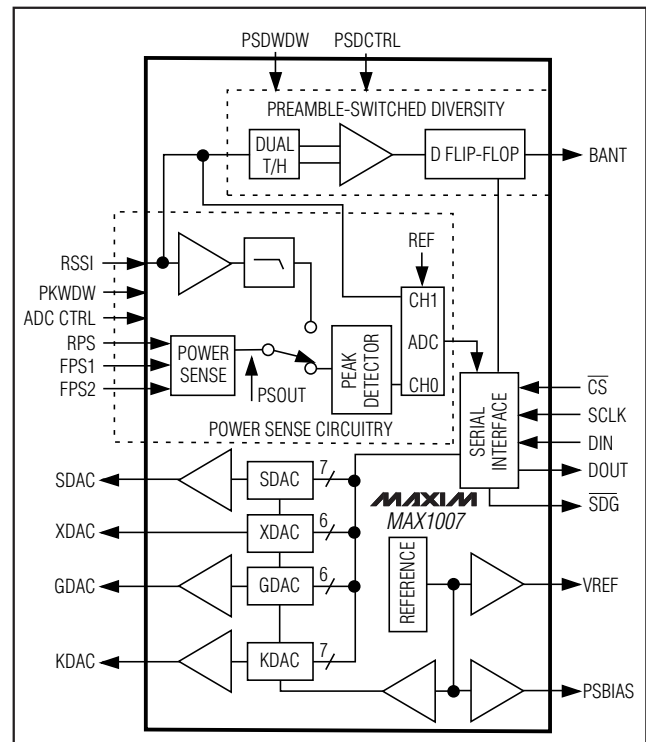 PSDWDW
PSDCTRL
PREAMBLE-SWITCHED DIVERSITY
DUAL
T/H
D FLIP-FLOP
BANT
REF
RSSI
PKWDW
ADC CTRL
RPS
FPS1
FPS2
POWER
SENSE
PSOUT
PEAK
DETECTOR
CH1
ADC
CH0
POWER SENSE CIRCUITRY
SERIAL
INTERFACE
CS
SCLK
DIN
DOUT
SDG
SDAC
SDAC
7
XDAC
XDAC
6
GDAC
GDAC
6
KDAC
KDAC
7
MAXIM
MAX1007
REFERENCE
VREF
PSBIAS